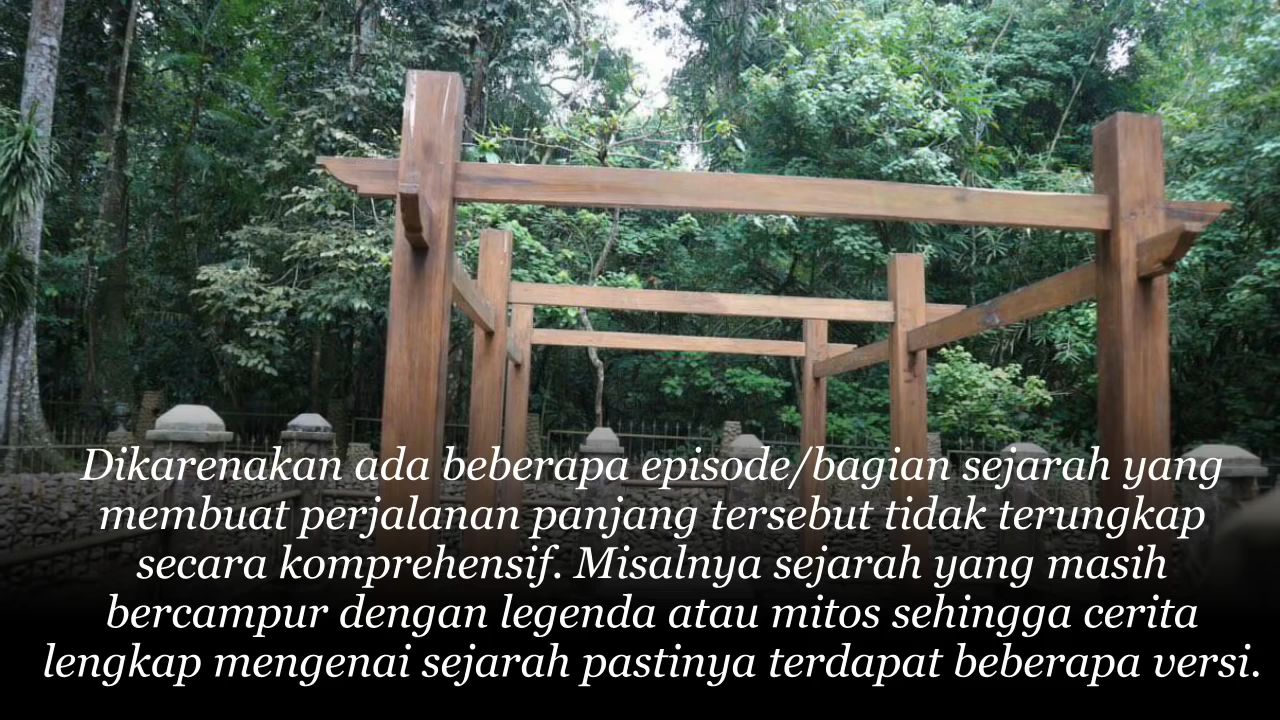 Dikarenakan ada beberapa episode/bagian sejarah yang
membuat perjalanan panjang tersebut tidak terungkap
secara komprehensif. Misalnya sejarah yang masih
bercampur dengan legenda atau mitos sehingga cerita
lengkap mengenai sejarah pastinya terdapat beberapa versi.